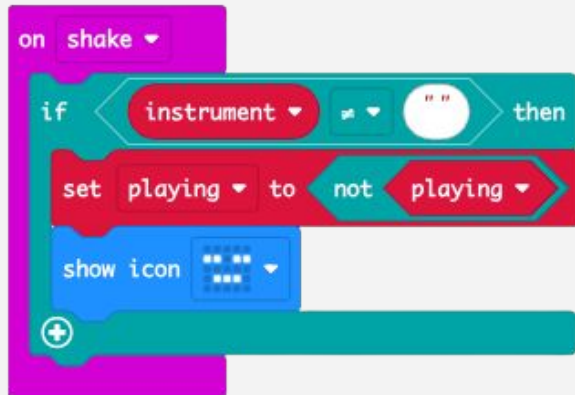 on shake
if instrument ≠ " " then
set playing to not playing
show icon